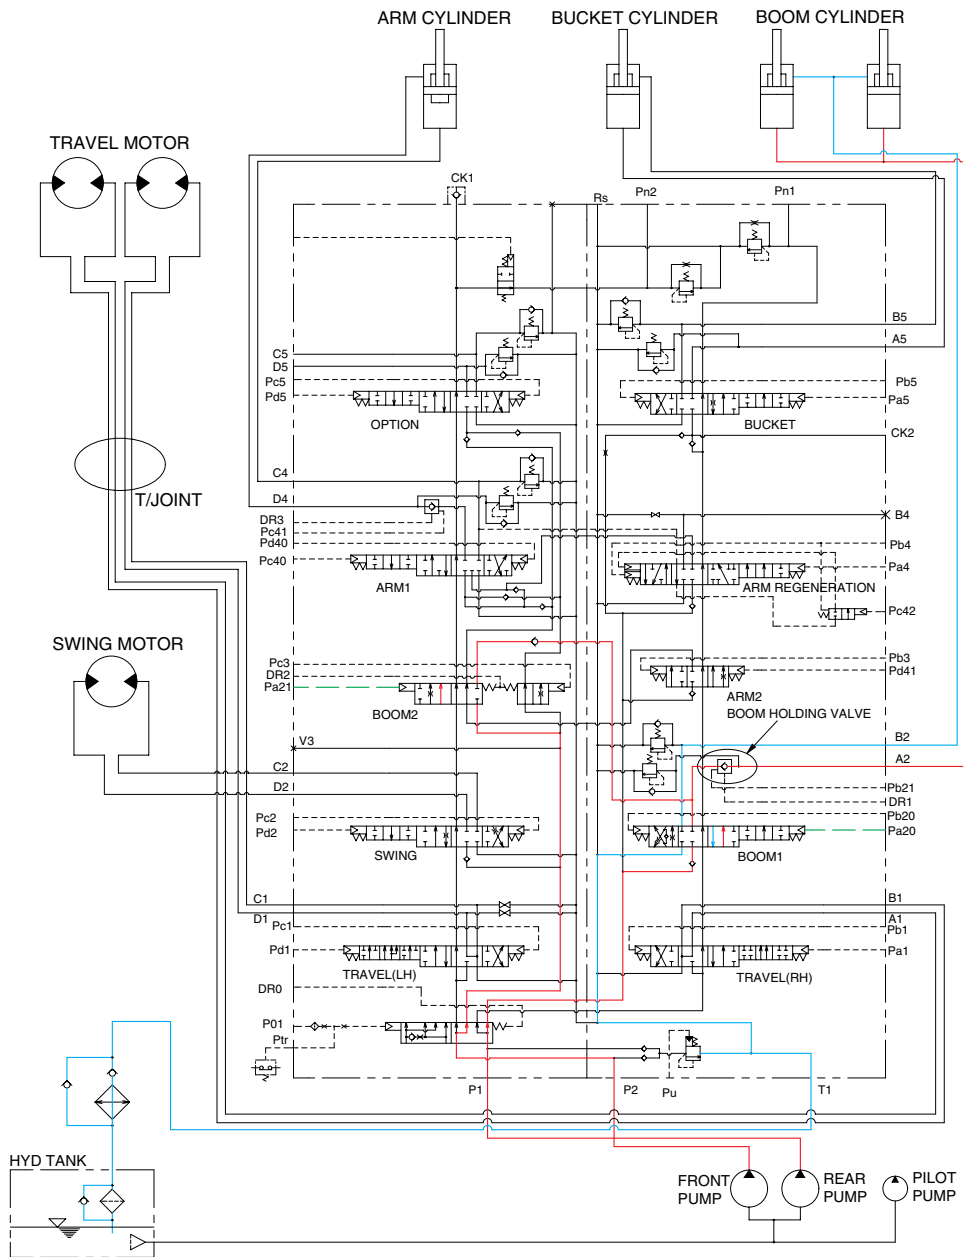 ARM CYLINDER
BUCKET CYLINDER
BOOM CYLINDER
TRAVEL MOTOR
CK1
Rs
Pn2
Pn1
B5
A5
C5
D5
Pc5
Pd5
OPTION
Pb5
Pa5
BUCKET
CK2
T/JOINT
C4
D4
DR3
Pc41
Pd40
Pc40
ARM1
B4
Pb4
Pa4
ARM REGENERATION
Pc42
SWING MOTOR
Pc3
DR2
Pa21
BOOM2
Pb3
Pd41
ARM2
BOOM HOLDING VALVE
V3
B2
C2
A2
D2
Pb21
DR1
Pc2
Pd2
SWING
Pb20
Pa20
BOOM1
C1
D1
Pc1
Pd1
TRAVEL(LH)
B1
A1
Pb1
Pa1
TRAVEL(RH)
DR0
P01
Ptr
P1
P2
Pu
T1
HYD TANK
FRONT
PUMP
REAR
PUMP
PILOT
PUMP